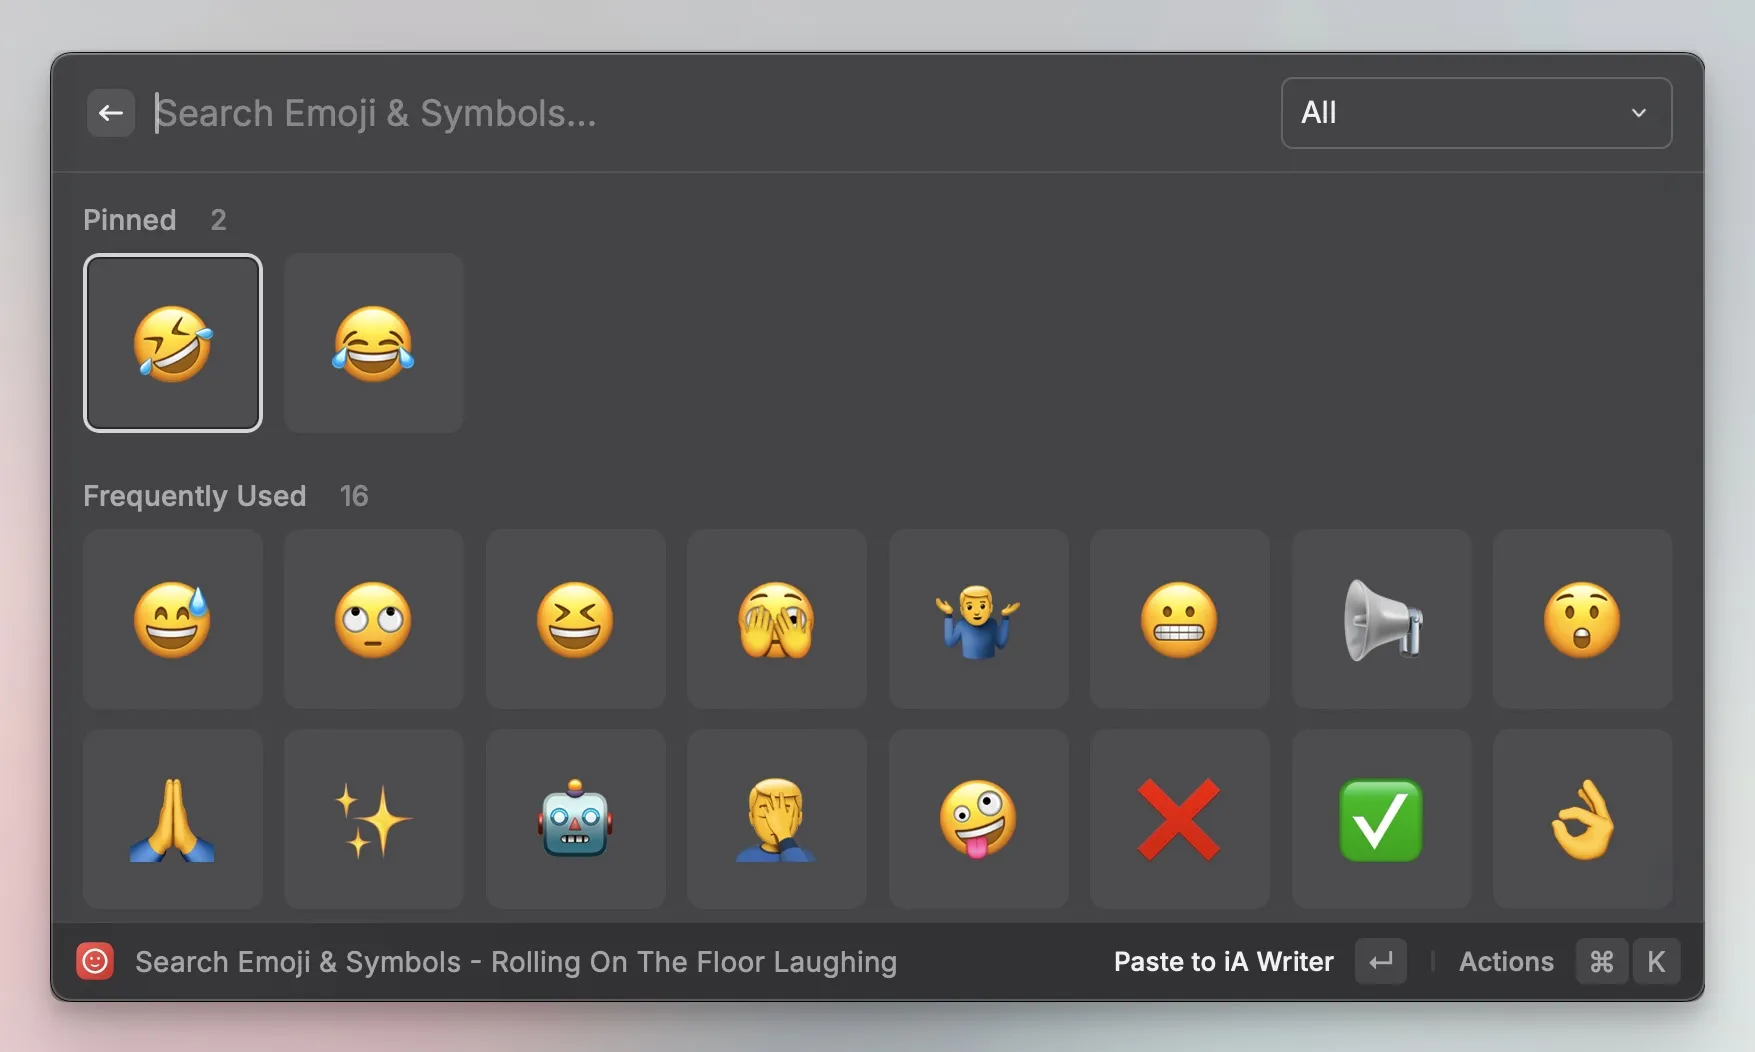 Search Emoji & Symbols...
All
Pinned 2
Frequently Used 16
Search Emoji & Symbols - Rolling On The Floor Laughing
Paste to iA Writer
Actions ⌘ K